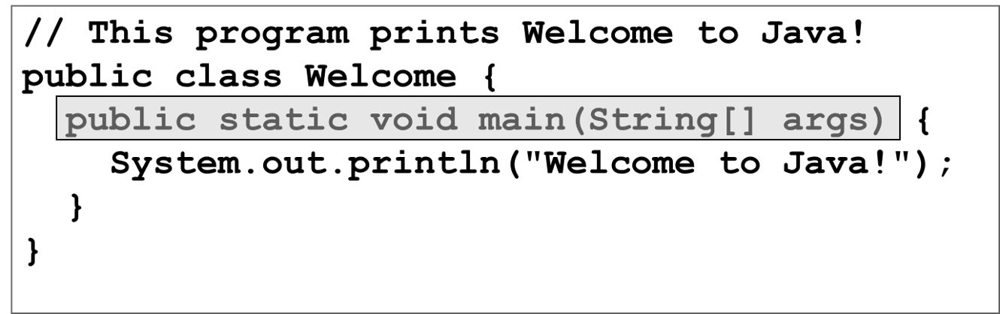 // This program prints Welcome to Java!
public class Welcome {
  public static void main(String[] args) {
    System.out.println("Welcome to Java!");
  }
}